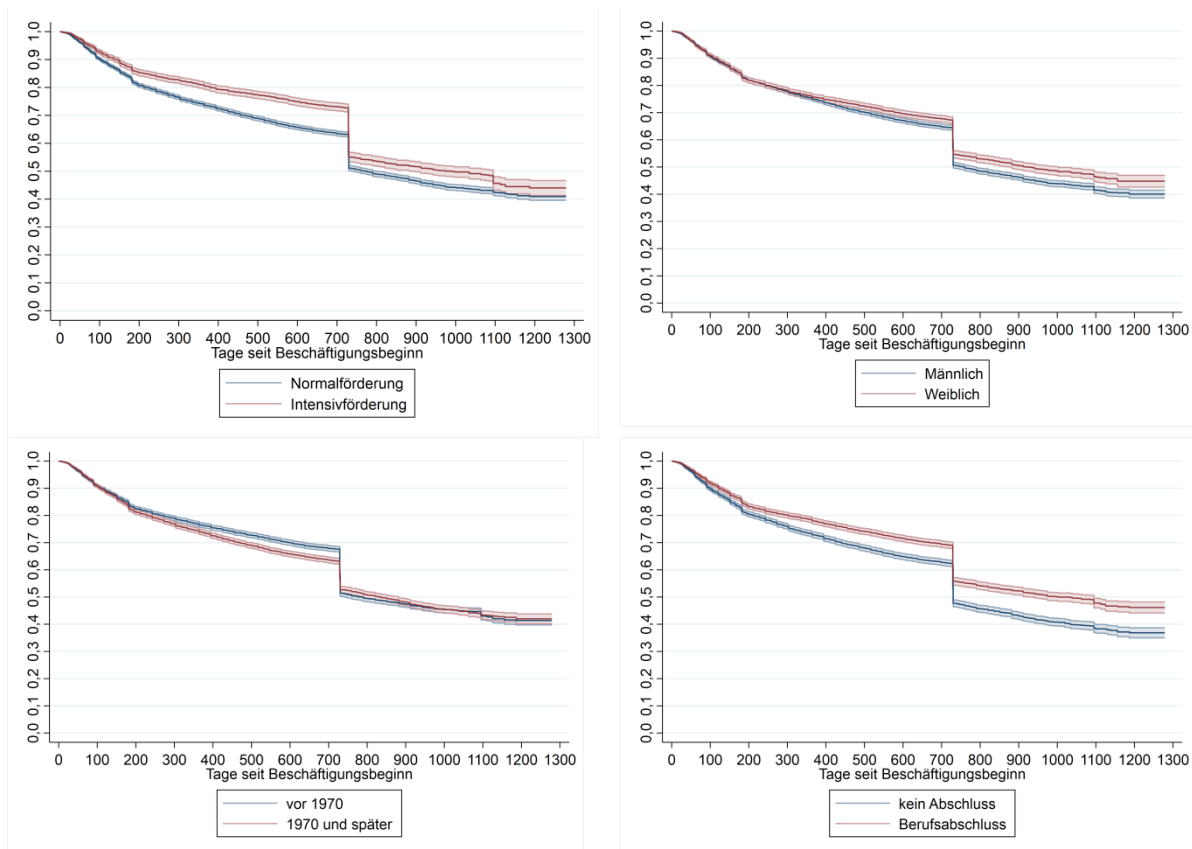 0,0 0,1 0,2 0,3 0,4 0,5 0,6 0,7 0,8 0,9 1,0
0 100 200 300 400 500 600 700 800 900 1000 1100 1200 1300
Tage seit Beschäftigungsbeginn
Normalförderung
Intensivförderung
0,0 0,1 0,2 0,3 0,4 0,5 0,6 0,7 0,8 0,9 1,0
0 100 200 300 400 500 600 700 800 900 1000 1100 1200 1300
Tage seit Beschäftigungsbeginn
Männlich
Weiblich
0,0 0,1 0,2 0,3 0,4 0,5 0,6 0,7 0,8 0,9 1,0
0 100 200 300 400 500 600 700 800 900 1000 1100 1200 1300
Tage seit Beschäftigungsbeginn
vor 1970
1970 und später
0,0 0,1 0,2 0,3 0,4 0,5 0,6 0,7 0,8 0,9 1,0
0 100 200 300 400 500 600 700 800 900 1000 1100 1200 1300
Tage seit Beschäftigungsbeginn
kein Abschluss
Berufsabschluss